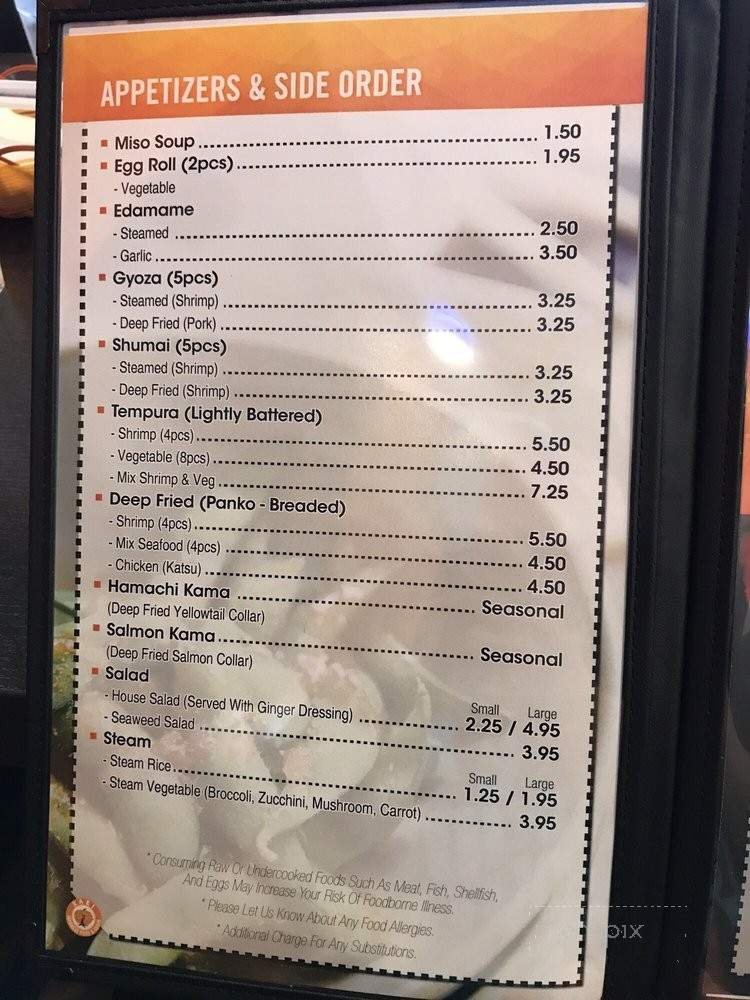 APPETIZERS & SIDE ORDER
Miso Soup 1.50
Egg Roll (2pcs) 1.95
- Vegetable
Edamame
- Steamed 2.50
- Garlic 3.50
Gyoza (5pcs)
- Steamed (Shrimp) 3.25
- Deep Fried (Pork) 3.25
Shumai (5pcs)
- Steamed (Shrimp) 3.25
- Deep Fried (Shrimp) 3.25
Tempura (Lightly Battered)
- Shrimp (4pcs) 5.50
- Vegetable (8pcs) 4.50
- Mix Shrimp & Veg 7.25
Deep Fried (Panko - Breaded)
- Shrimp (4pcs) 5.50
- Mix Seafood (4pcs) 4.50
- Chicken (Katsu) 4.50
Hamachi Kama Seasonal
(Deep Fried Yellowtail Collar)
Salmon Kama Seasonal
(Deep Fried Salmon Collar)
Salad
Small Large
- House Salad (Served With Ginger Dressing) 2.25 / 4.95
- Seaweed Salad 3.95
Steam
Small Large
- Steam Rice 1.25 / 1.95
- Steam Vegetable (Broccoli, Zucchini, Mushroom, Carrot) 3.95
* Consuming Raw Or Undercooked Foods Such As Meat, Fish, Shellfish,
And Eggs May Increase Your Risk Of Foodborne Illness.
* Please Let Us Know About Any Food Allergies.
* Additional Charge For Any Substitutions.